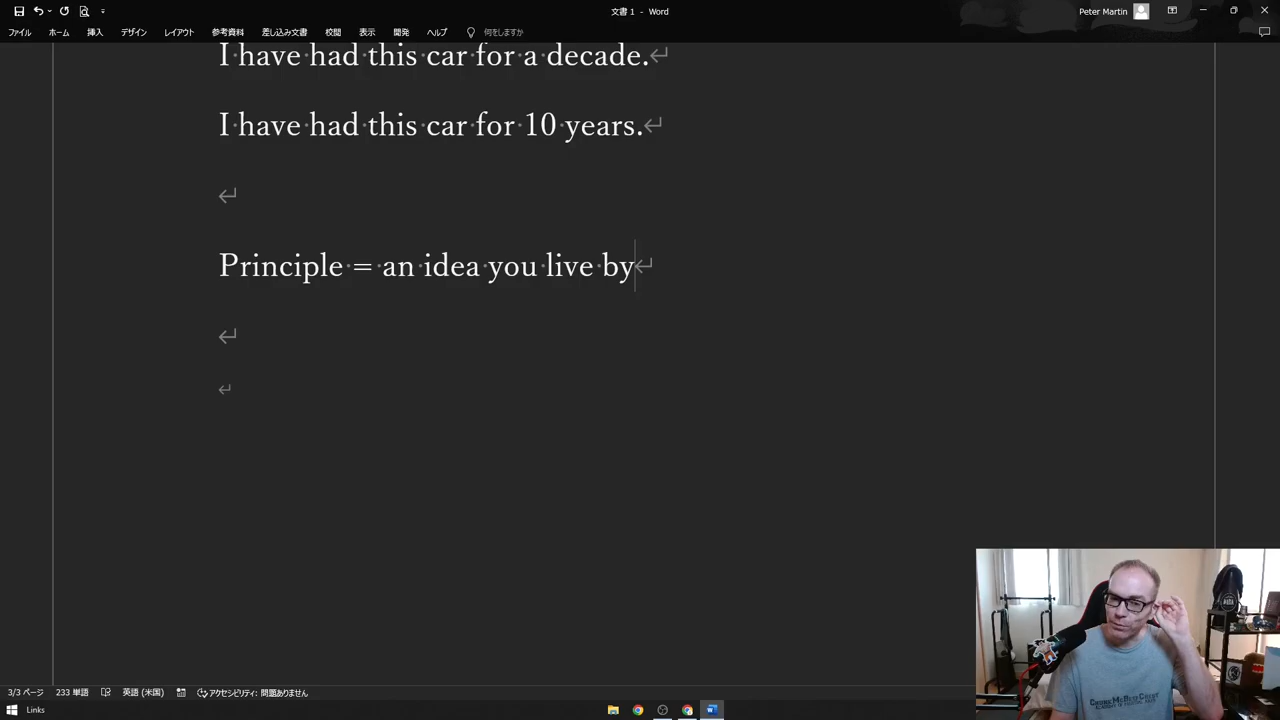 文書 1 - Word
Peter Martin
ファイル ホーム 挿入 デザイン レイアウト 参考資料 差し込み文書 校閲 表示 開発 ヘルプ 何をしますか
I have had this car for a decade.
I have had this car for 10 years.
Principle = an idea you live by
3/3 ページ 233 単語 英語 (米国) アクセシビリティ: 問題ありません
Links